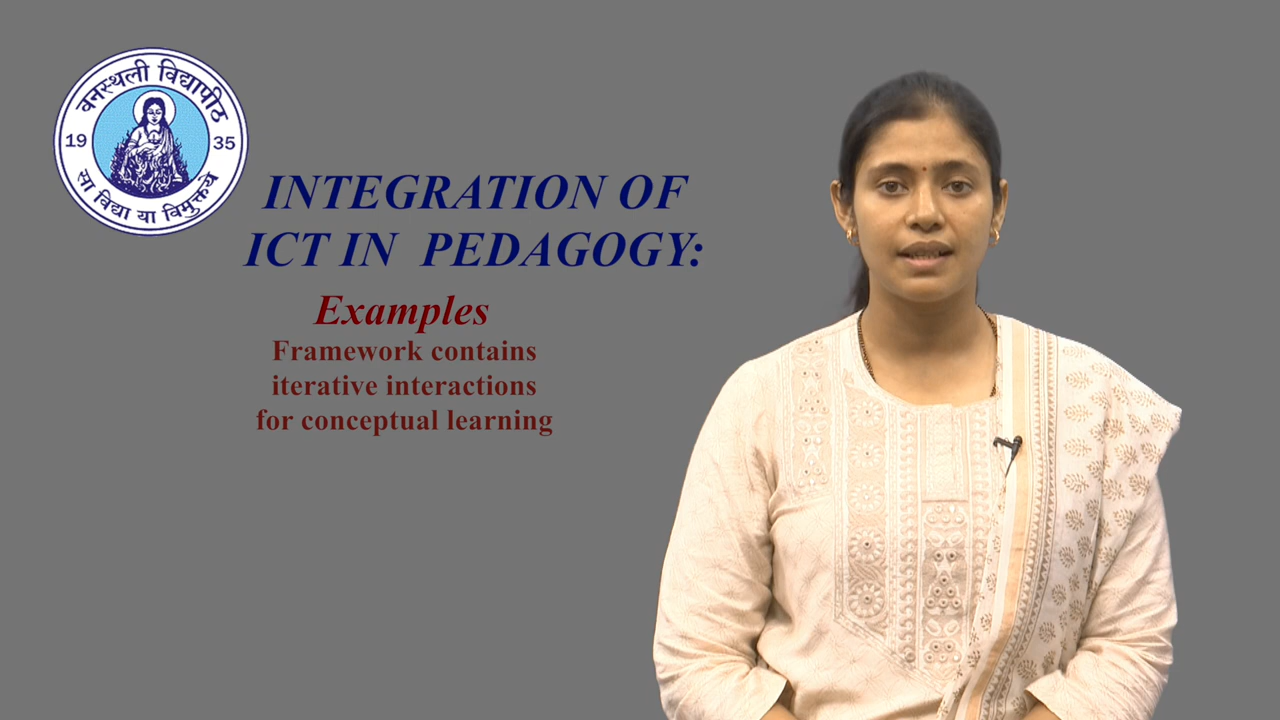 वनस्थली विद्यापीठ
19 35
सा विद्या या विमुक्तये
INTEGRATION OF
ICT IN PEDAGOGY:
Examples
Framework contains
iterative interactions
for conceptual learning